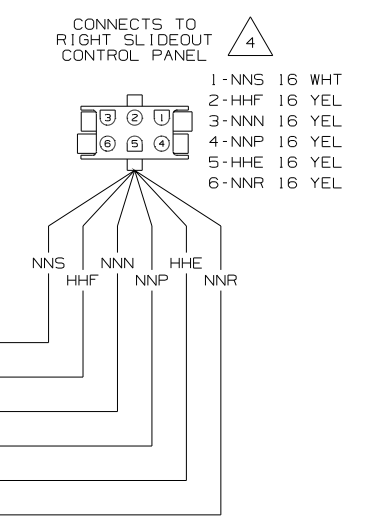 CONNECTS TO
RIGHT SLIDEOUT
CONTROL PANEL
4
1-NNS 16 WHT
2-HHF 16 YEL
3-NNN 16 YEL
4-NNP 16 YEL
5-HHE 16 YEL
6-NNR 16 YEL
3 2 1
6 5 4
NNS NNN HHE
HHF NNP NNR